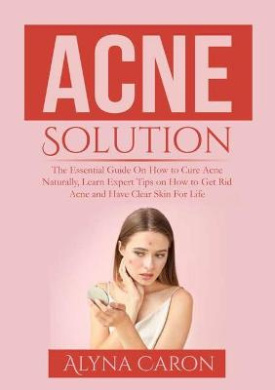 ACNE
SOLUTION
The Essential Guide On How to Cure Acne
Naturally, Learn Expert Tips on How to Get Rid
Acne and Have Clear Skin For Life
ALYNA CARON